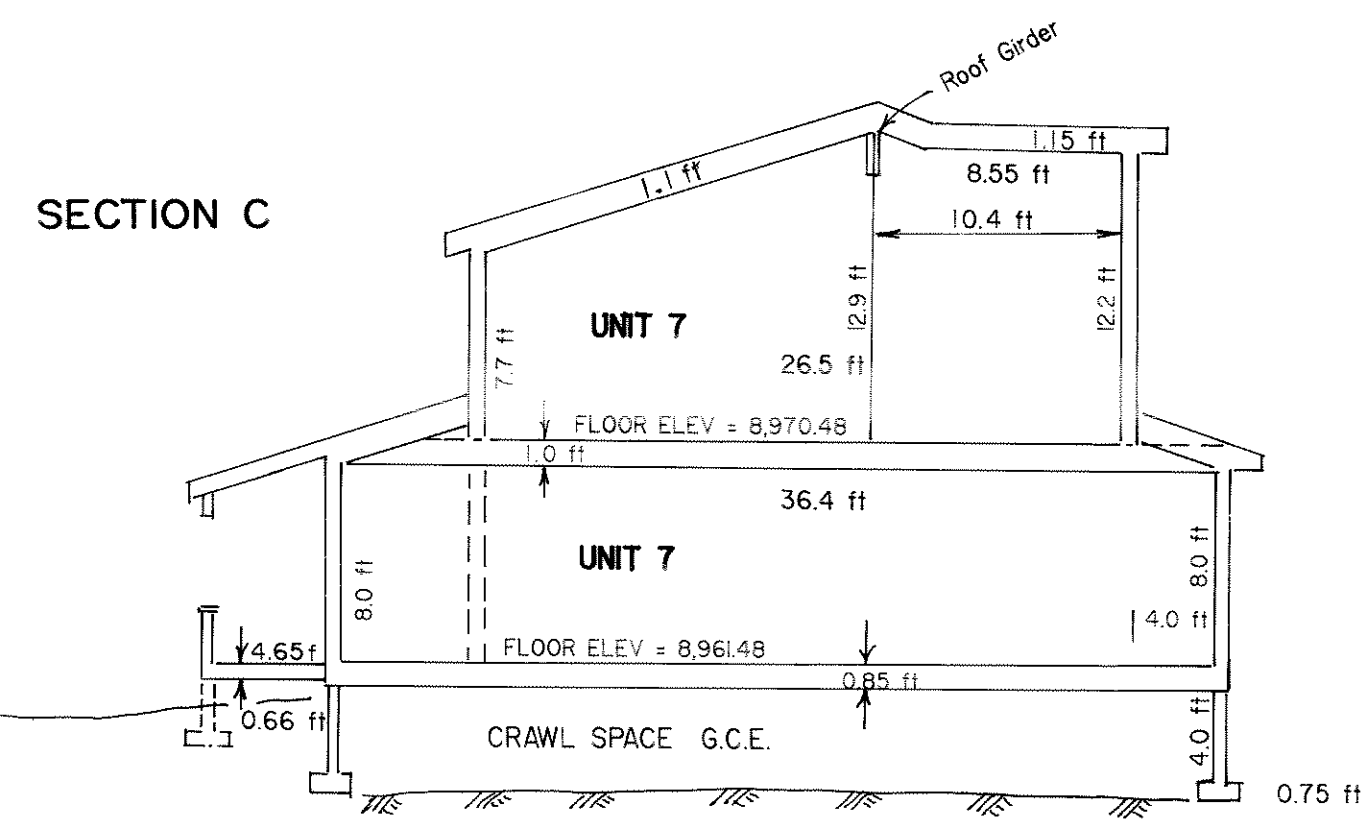 Roof Girder
1.15 ft
8.55 ft
1.1 ft
SECTION C
10.4 ft
12.9 ft
12.2 ft
UNIT 7
7.7 ft
26.5 ft
FLOOR ELEV = 8,970.48
1.0 ft
36.4 ft
UNIT 7
8.0 ft
8.0 ft
4.0 ft
4.65 f
FLOOR ELEV = 8,961.48
0.85 ft
0.66 ft
CRAWL SPACE G.C.E.
4.0 ft
0.75 ft